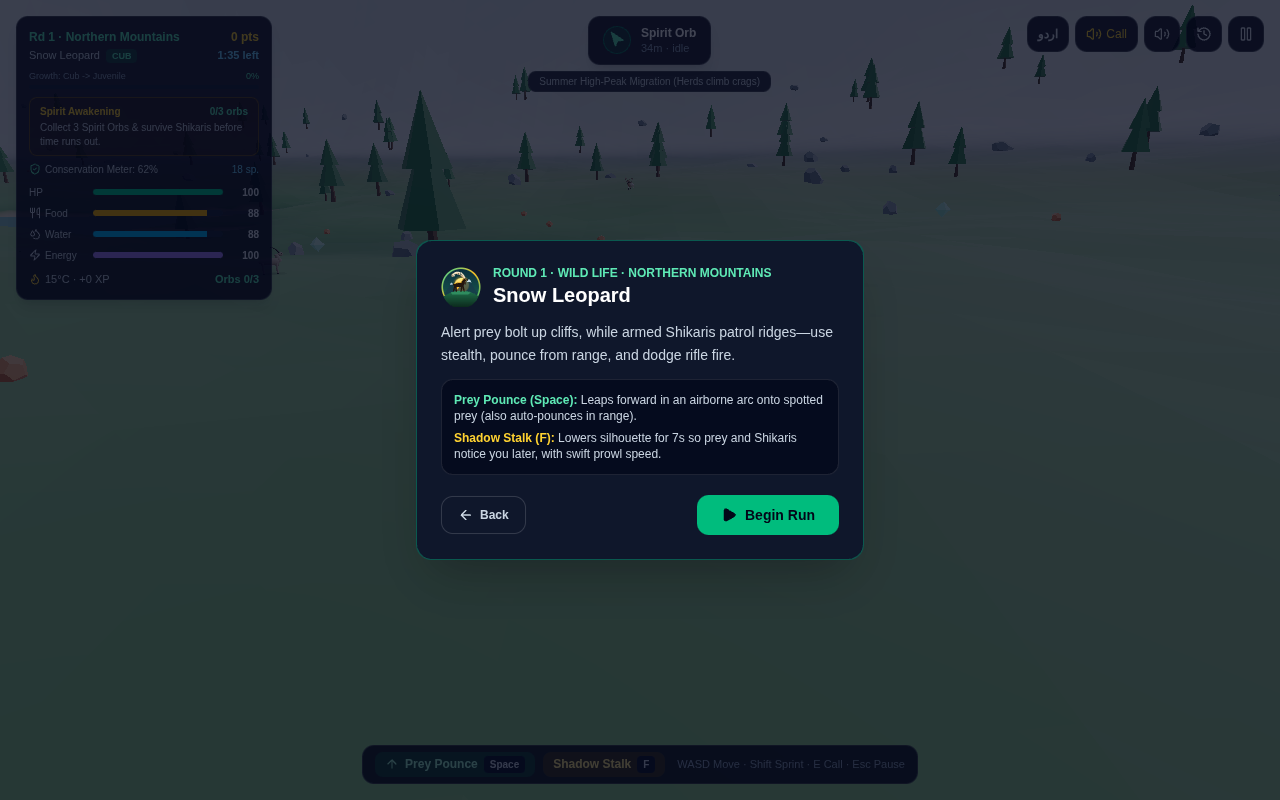 Rd 1 · Northern Mountains 0 pts
Snow Leopard CUB 1:35 left
Growth: Cub -> Juvenile 0%
Spirit Awakening 0/3 orbs
Collect 3 Spirit Orbs & survive Shikaris before
time runs out.
Conservation Meter: 62% 18 sp.
HP 100
Food 88
Water 88
Energy 100
15°C · +0 XP Orbs 0/3
Spirit Orb
34m · idle
Summer High-Peak Migration (Herds climb crags)
اردو
Call
ROUND 1 · WILD LIFE · NORTHERN MOUNTAINS
Snow Leopard
Alert prey bolt up cliffs, while armed Shikaris patrol ridges—use
stealth, pounce from range, and dodge rifle fire.
Prey Pounce (Space): Leaps forward in an airborne arc onto spotted
prey (also auto-pounces in range).
Shadow Stalk (F): Lowers silhouette for 7s so prey and Shikaris
notice you later, with swift prowl speed.
Back
Begin Run
Prey Pounce Space Shadow Stalk F WASD Move · Shift Sprint · E Call · Esc Pause